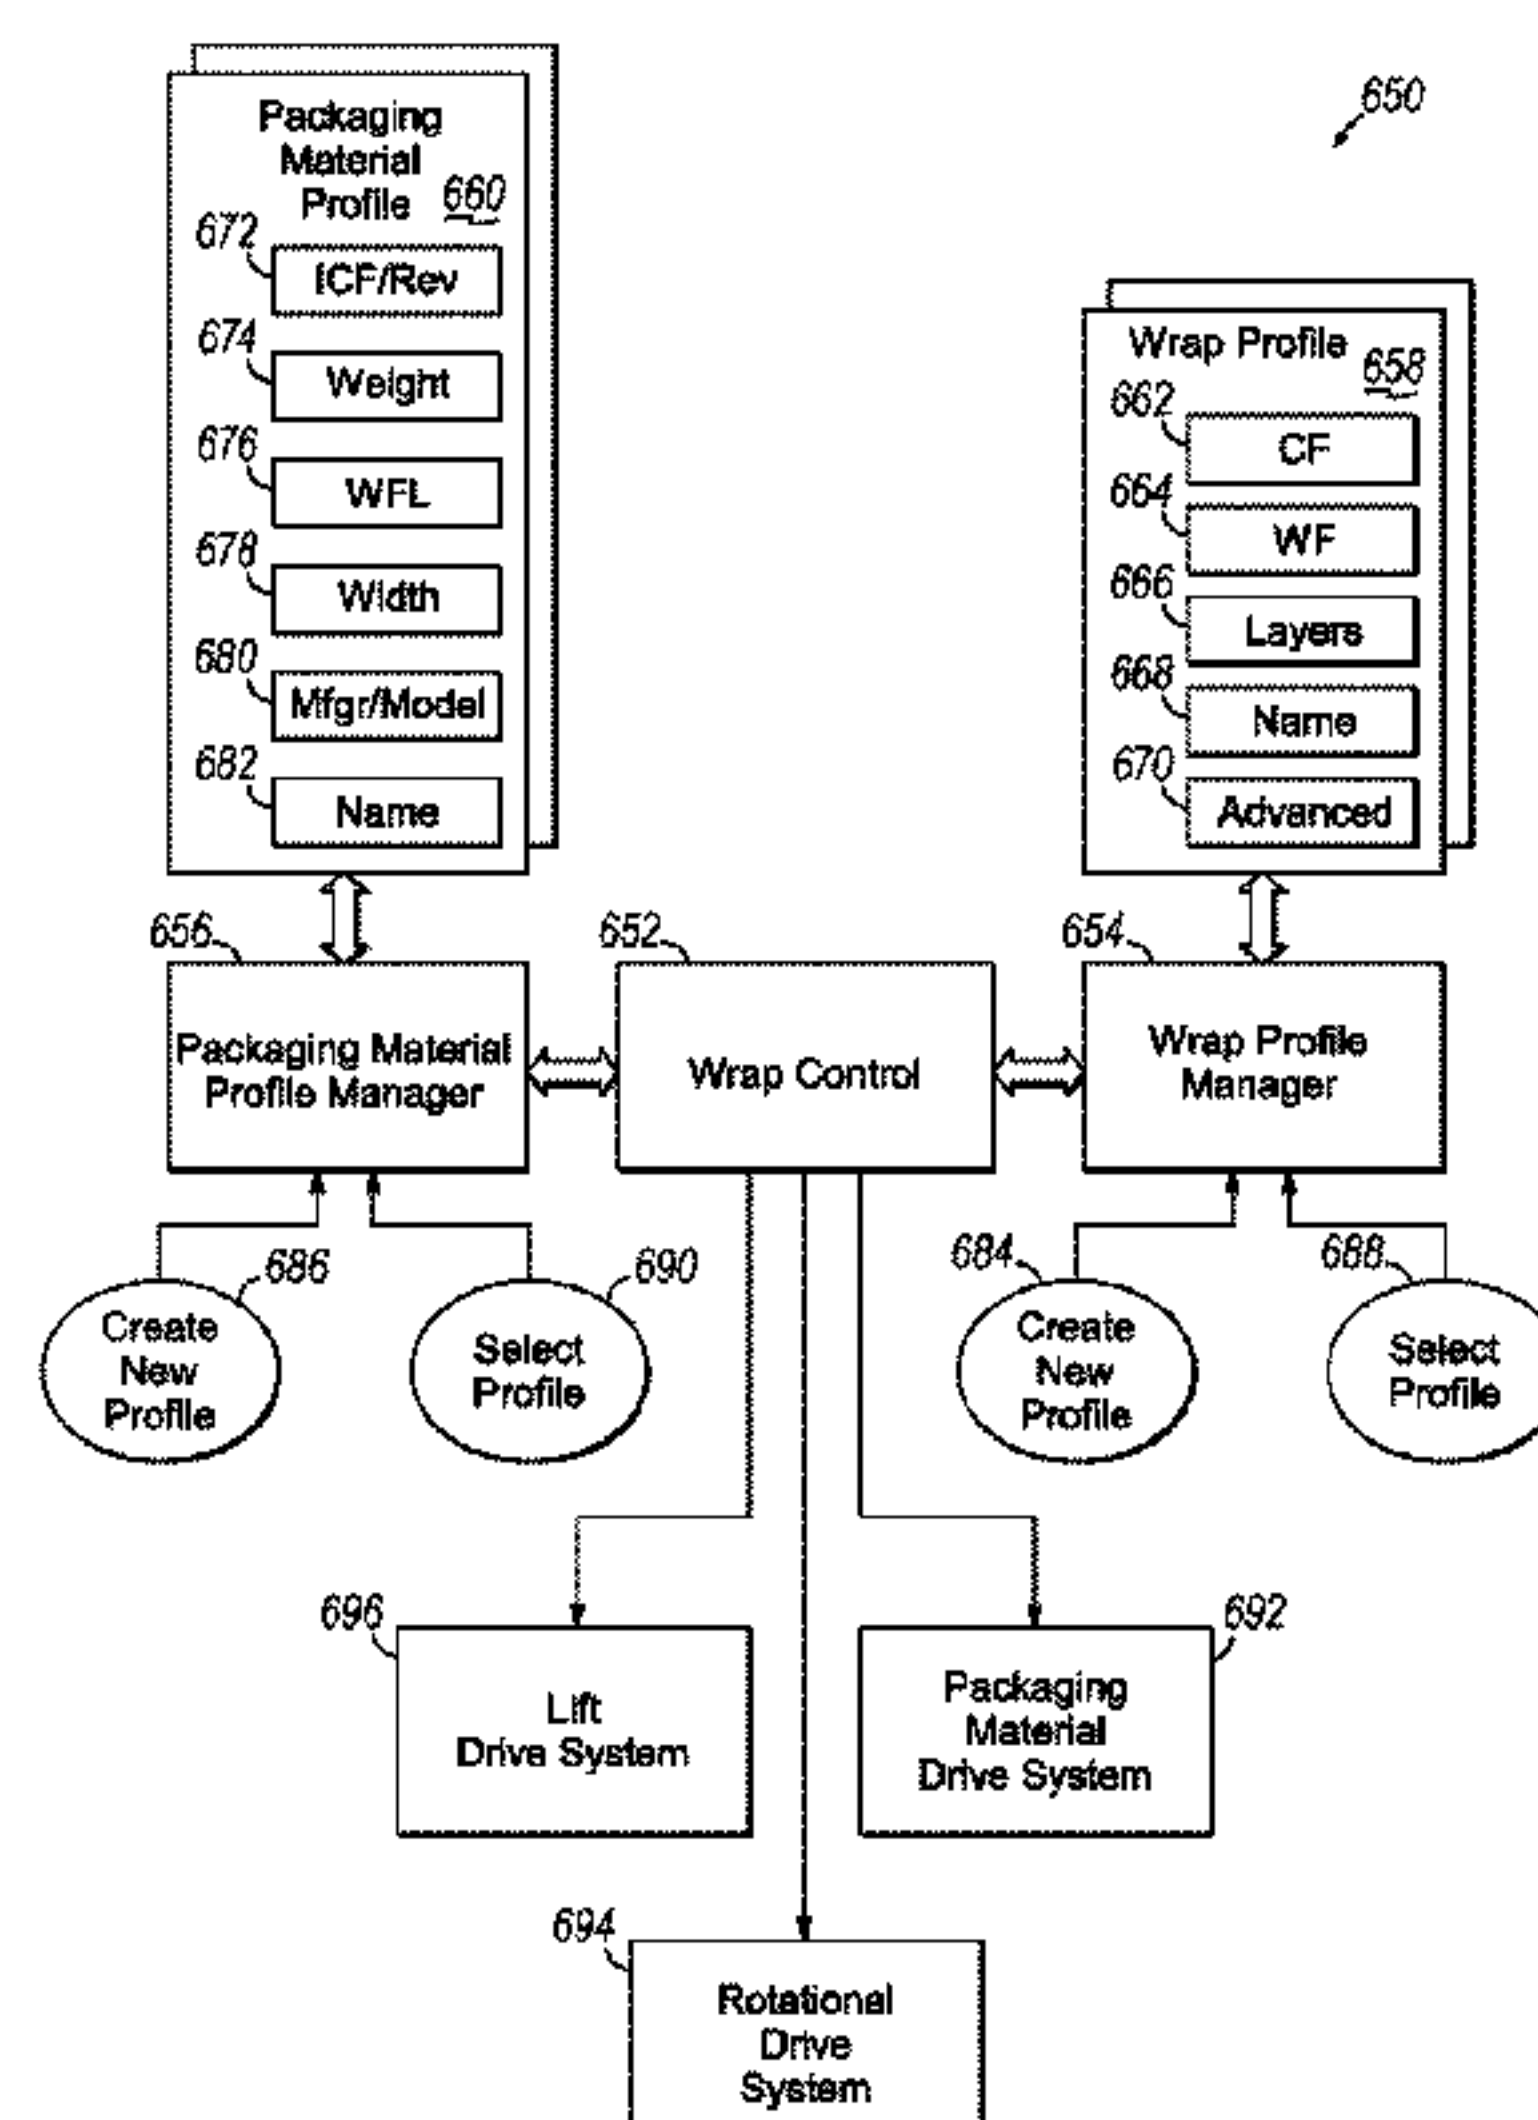 650
Packaging
Material
Profile 660
672
ICF/Rev
674
Weight
676
WFL
678
Width
680
Mfgr/Model
682
Name
Wrap Profile
658
662
CF
664
WF
666
Layers
668
Name
670
Advanced
656
Packaging Material
Profile Manager
652
Wrap Control
654
Wrap Profile
Manager
686
Create
New
Profile
690
Select
Profile
684
Create
New
Profile
688
Select
Profile
696
Lift
Drive System
692
Packaging
Material
Drive System
694
Rotational
Drive
System